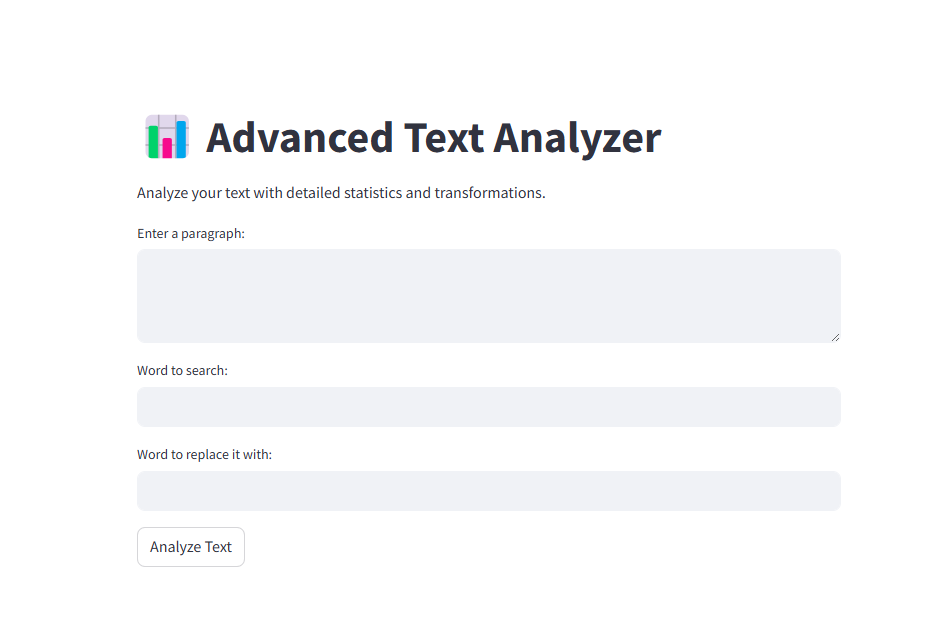 Advanced Text Analyzer
Analyze your text with detailed statistics and transformations.
Enter a paragraph:
Word to search:
Word to replace it with:
Analyze Text